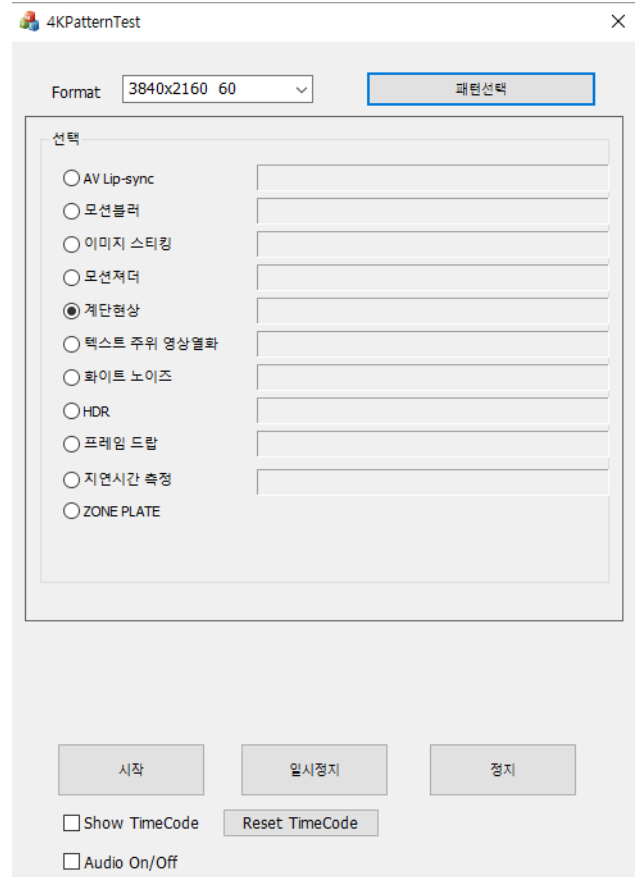 4KPatternTest
Format 3840x2160 60 패턴선택
선택
AV Lip-sync
모션블러
이미지 스티킹
모션져더
계단현상
텍스트 주위 영상열화
화이트 노이즈
HDR
프레임 드랍
지연시간 측정
ZONE PLATE
시작 일시정지 정지
Show TimeCode Reset TimeCode
Audio On/Off